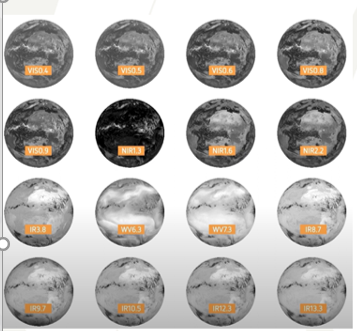 VIS0.4
VIS0.5
VIS0.6
VIS0.8
VIS0.9
NIR1.3
NIR1.6
NIR2.2
IR3.8
WV6.3
WV7.3
IR8.7
IR9.7
IR10.5
IR12.3
IR13.3